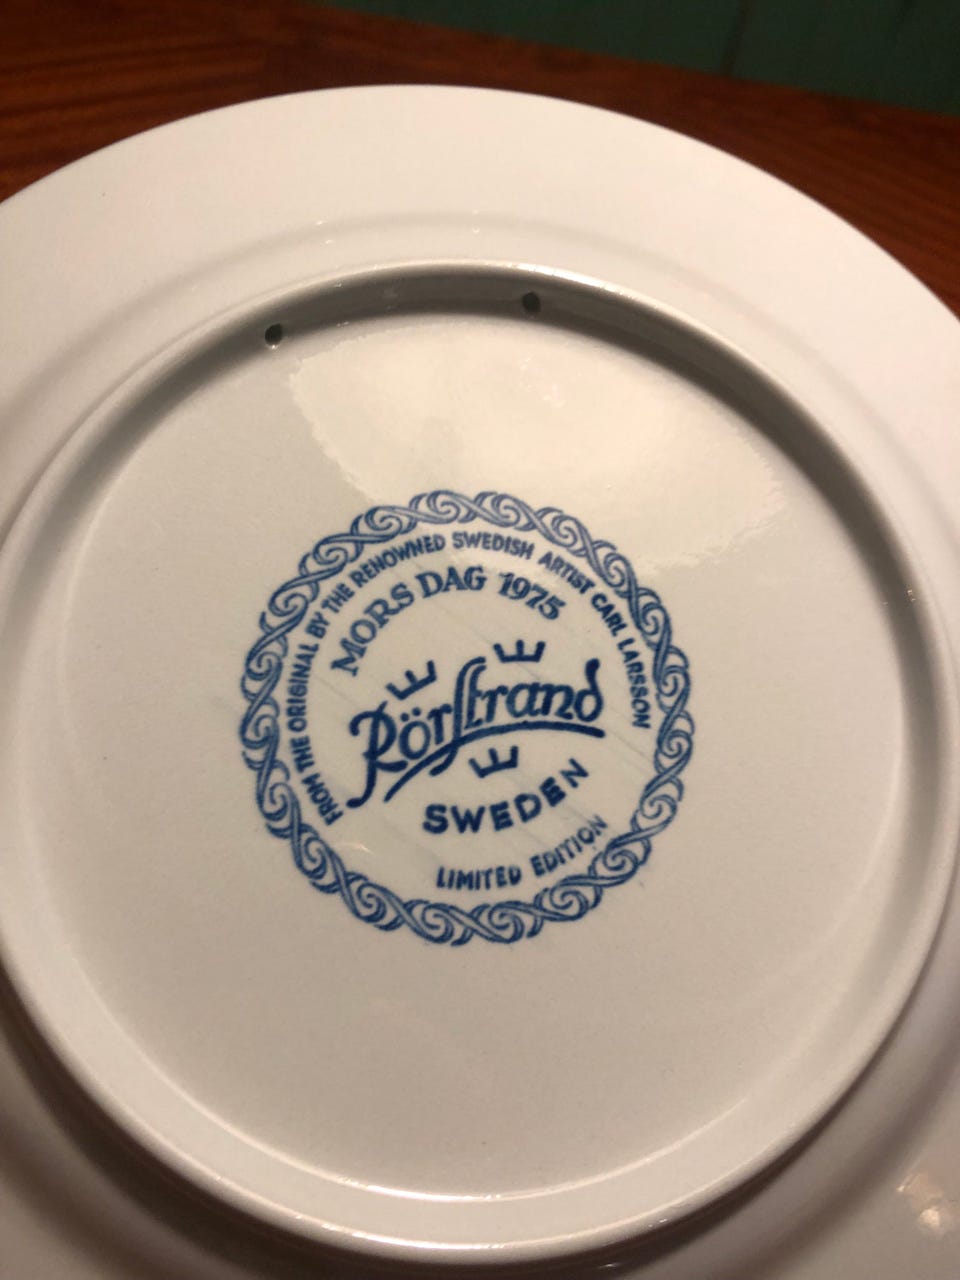 FROM THE ORIGINAL BY THE RENOWNED SWEDISH ARTIST CARL LARSSON
MORS DAG 1975
Rörstrand
SWEDEN
LIMITED EDITION